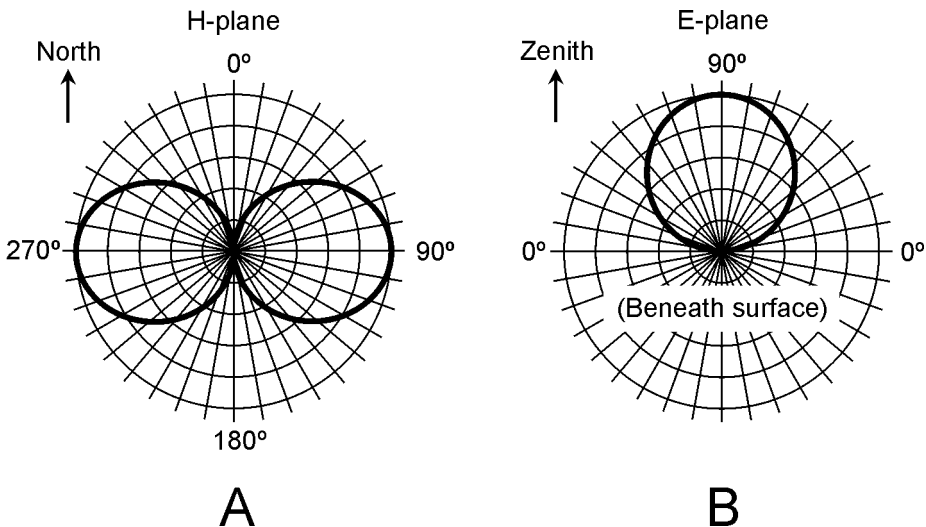 H-plane
North
0º
270º
90º
180º
A
E-plane
Zenith
90º
0º
0º
(Beneath surface)
B